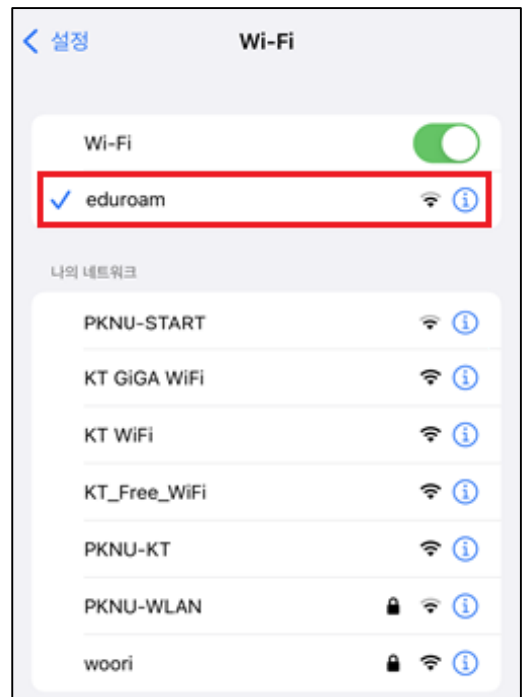 설정 Wi-Fi
Wi-Fi
eduroam
나의 네트워크
PKNU-START
KT GiGA WiFi
KT WiFi
KT_Free_WiFi
PKNU-KT
PKNU-WLAN
woori